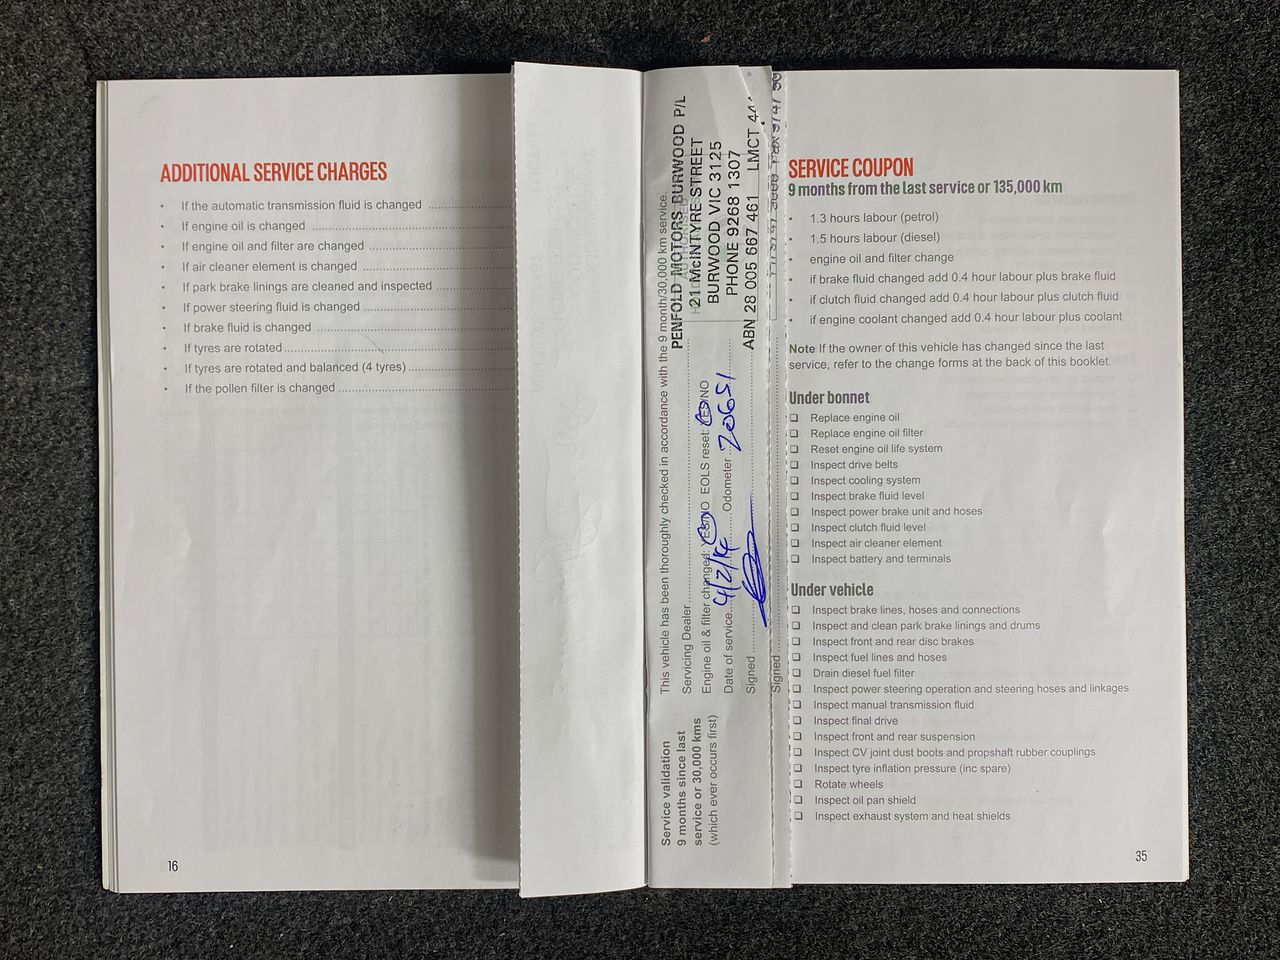 ADDITIONAL SERVICE CHARGES
• If the automatic transmission fluid is changed
• If engine oil is changed
• If engine oil and filter are changed
• If air cleaner element is changed
• If park brake linings are cleaned and inspected
• If power steering fluid is changed
• If brake fluid is changed
• If tyres are rotated
• If tyres are rotated and balanced (4 tyres)
• If the pollen filter is changed
16
Service validation
9 months since last
service or 30,000 kms
(which ever occurs first)
This vehicle has been thoroughly checked in accordance with the 9 month/30,000 km service.
Servicing Dealer
Engine oil & filter changed: YES/NO EOLS reset: YES/NO
Date of service 4/2/14 Odometer 20651
Signed
PENFOLD MOTORS BURWOOD P/L
21 McINTYRE STREET
BURWOOD VIC 3125
PHONE 9268 1307
ABN 28 005 667 461 LMCT
Signed
SERVICE COUPON
9 months from the last service or 135,000 km
• 1.3 hours labour (petrol)
• 1.5 hours labour (diesel)
• engine oil and filter change
• if brake fluid changed add 0.4 hour labour plus brake fluid
• if clutch fluid changed add 0.4 hour labour plus clutch fluid
• if engine coolant changed add 0.4 hour labour plus coolant
Note If the owner of this vehicle has changed since the last
service, refer to the change forms at the back of this booklet.
Under bonnet
❑ Replace engine oil
❑ Replace engine oil filter
❑ Reset engine oil life system
❑ Inspect drive belts
❑ Inspect cooling system
❑ Inspect brake fluid level
❑ Inspect power brake unit and hoses
❑ Inspect clutch fluid level
❑ Inspect air cleaner element
❑ Inspect battery and terminals
Under vehicle
❑ Inspect brake lines, hoses and connections
❑ Inspect and clean park brake linings and drums
❑ Inspect front and rear disc brakes
❑ Inspect fuel lines and hoses
❑ Drain diesel fuel filter
❑ Inspect power steering operation and steering hoses and linkages
❑ Inspect manual transmission fluid
❑ Inspect final drive
❑ Inspect front and rear suspension
❑ Inspect CV joint dust boots and propshaft rubber couplings
❑ Inspect tyre inflation pressure (inc spare)
❑ Rotate wheels
❑ Inspect oil pan shield
❑ Inspect exhaust system and heat shields
35